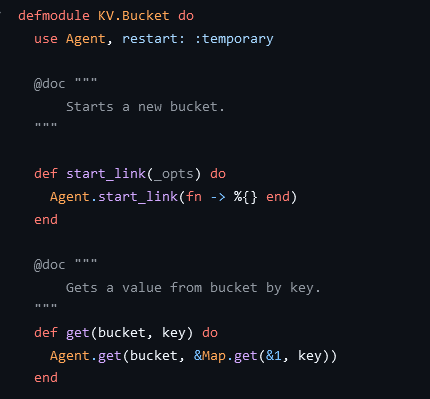 defmodule KV.Bucket do
  use Agent, restart: :temporary

  @doc """
      Starts a new bucket.
  """

  def start_link(_opts) do
    Agent.start_link(fn -> %{} end)
  end

  @doc """
      Gets a value from bucket by key.
  """
  def get(bucket, key) do
    Agent.get(bucket, &Map.get(&1, key))
  end